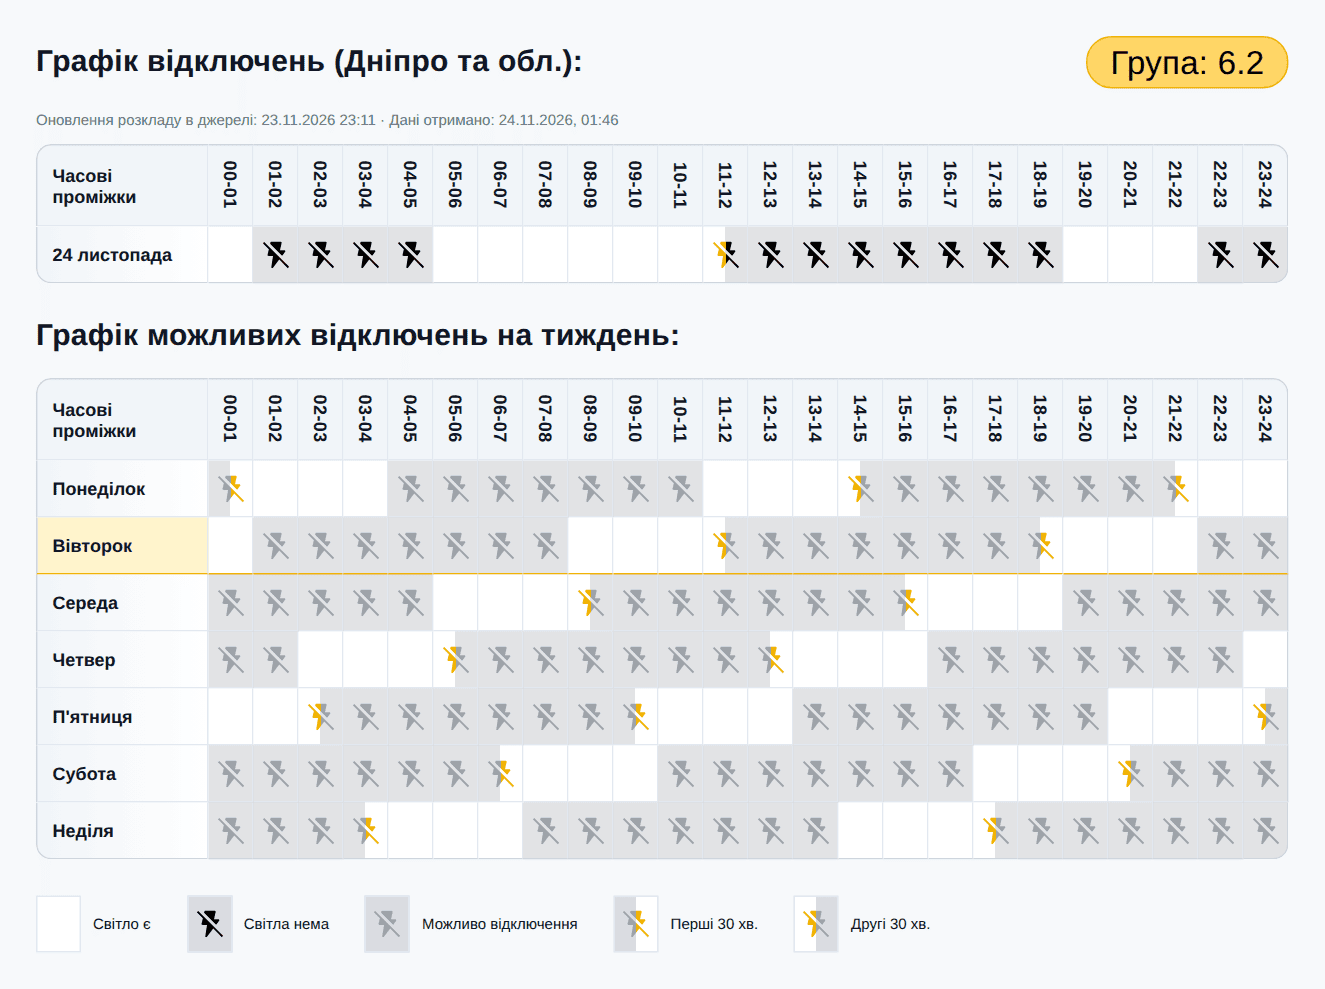 Графік відключень (Дніпро та обл.):
Група: 6.2
Оновлення розкладу в джерелі: 23.11.2026 23:11 · Дані отримано: 24.11.2026, 01:46
Часові
проміжки
00-01 01-02 02-03 03-04 04-05 05-06 06-07 07-08 08-09 09-10 10-11 11-12 12-13 13-14 14-15 15-16 16-17 17-18 18-19 19-20 20-21 21-22 22-23 23-24
24 листопада
Графік можливих відключень на тиждень:
Часові
проміжки
00-01 01-02 02-03 03-04 04-05 05-06 06-07 07-08 08-09 09-10 10-11 11-12 12-13 13-14 14-15 15-16 16-17 17-18 18-19 19-20 20-21 21-22 22-23 23-24
Понеділок
Вівторок
Середа
Четвер
П'ятниця
Субота
Неділя
Світло є
Світла нема
Можливо відключення
Перші 30 хв.
Другі 30 хв.